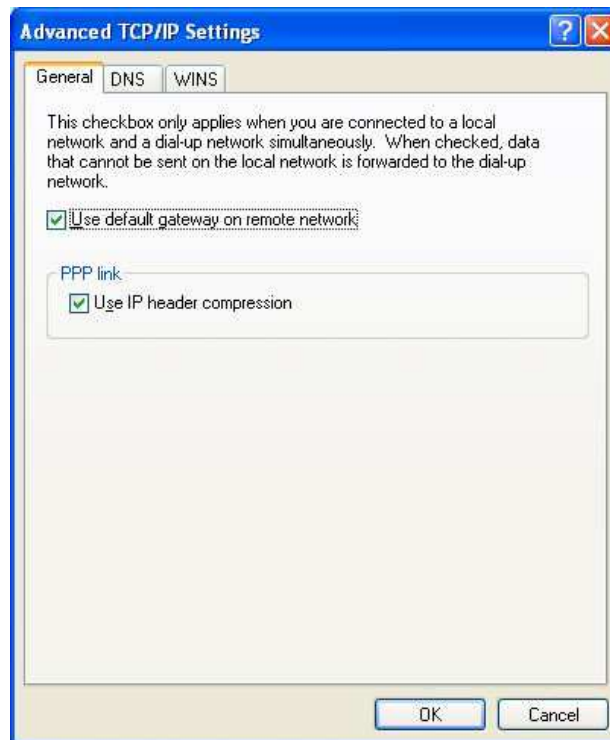 Advanced TCP/IP Settings
General DNS WINS
This checkbox only applies when you are connected to a local
network and a dial-up network simultaneously. When checked, data
that cannot be sent on the local network is forwarded to the dial-up
network.
Use default gateway on remote network
PPP link
Use IP header compression
OK Cancel